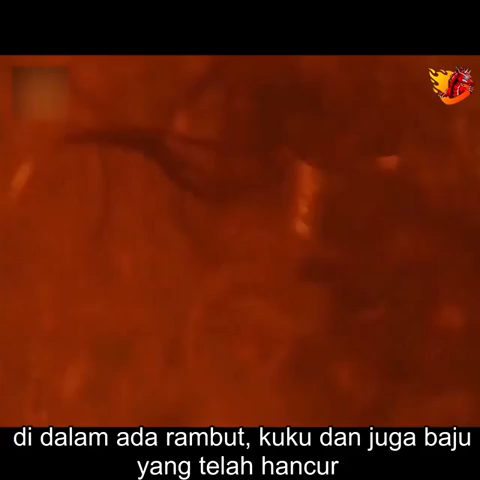 di dalam ada rambut, kuku dan juga baju
yang telah hancur